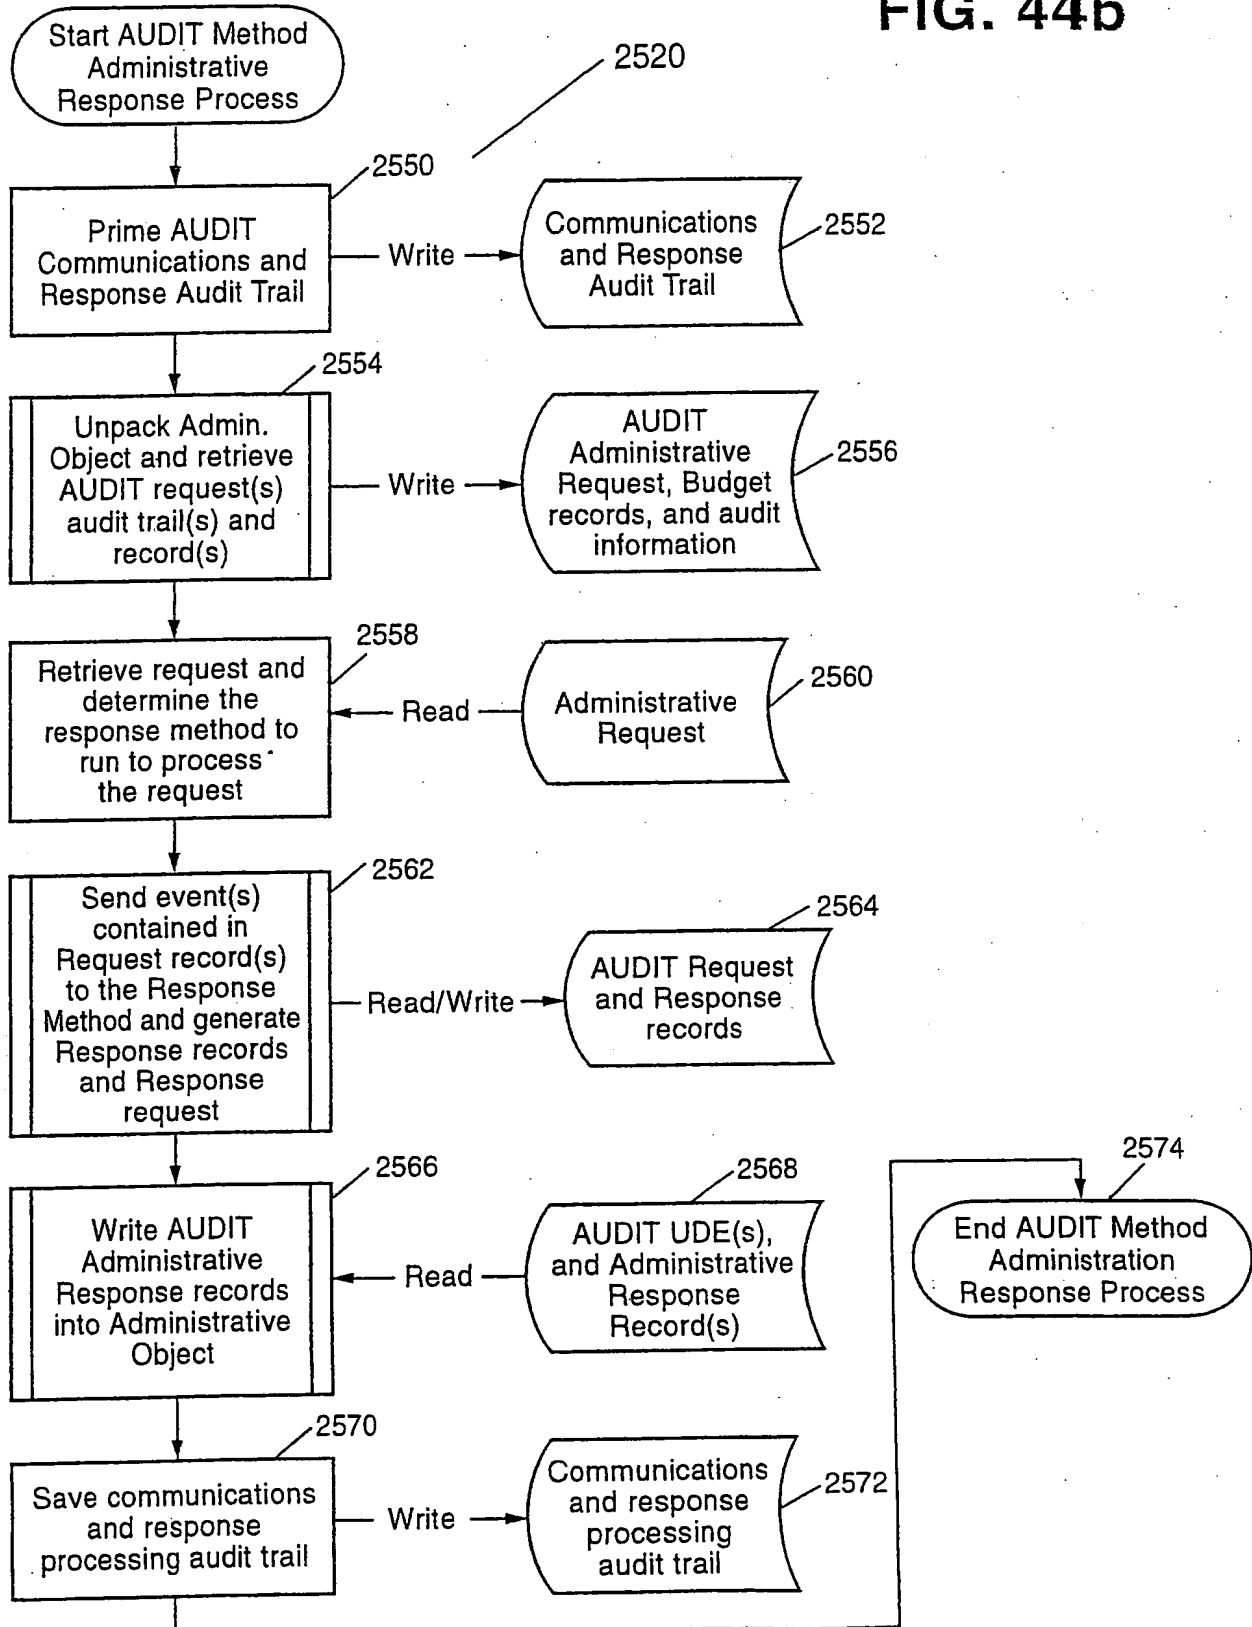 FIG. 44b
Start AUDIT Method
Administrative
Response Process
2520
2550
Prime AUDIT
Communications and
Response Audit Trail
Write
Communications
and Response
Audit Trail
2552
2554
Unpack Admin.
Object and retrieve
AUDIT request(s)
audit trail(s) and
record(s)
Write
AUDIT
Administrative
Request, Budget
records, and audit
information
2556
2558
Retrieve request and
determine the
response method to
run to process
the request
Read
Administrative
Request
2560
2562
Send event(s)
contained in
Request record(s)
to the Response
Method and generate
Response records
and Response
request
Read/Write
AUDIT Request
and Response
records
2564
2566
Write AUDIT
Administrative
Response records
into Administrative
Object
Read
AUDIT UDE(s),
and Administrative
Response
Record(s)
2568
2570
Save communications
and response
processing audit trail
Write
Communications
and response
processing
audit trail
2572
2574
End AUDIT Method
Administration
Response Process